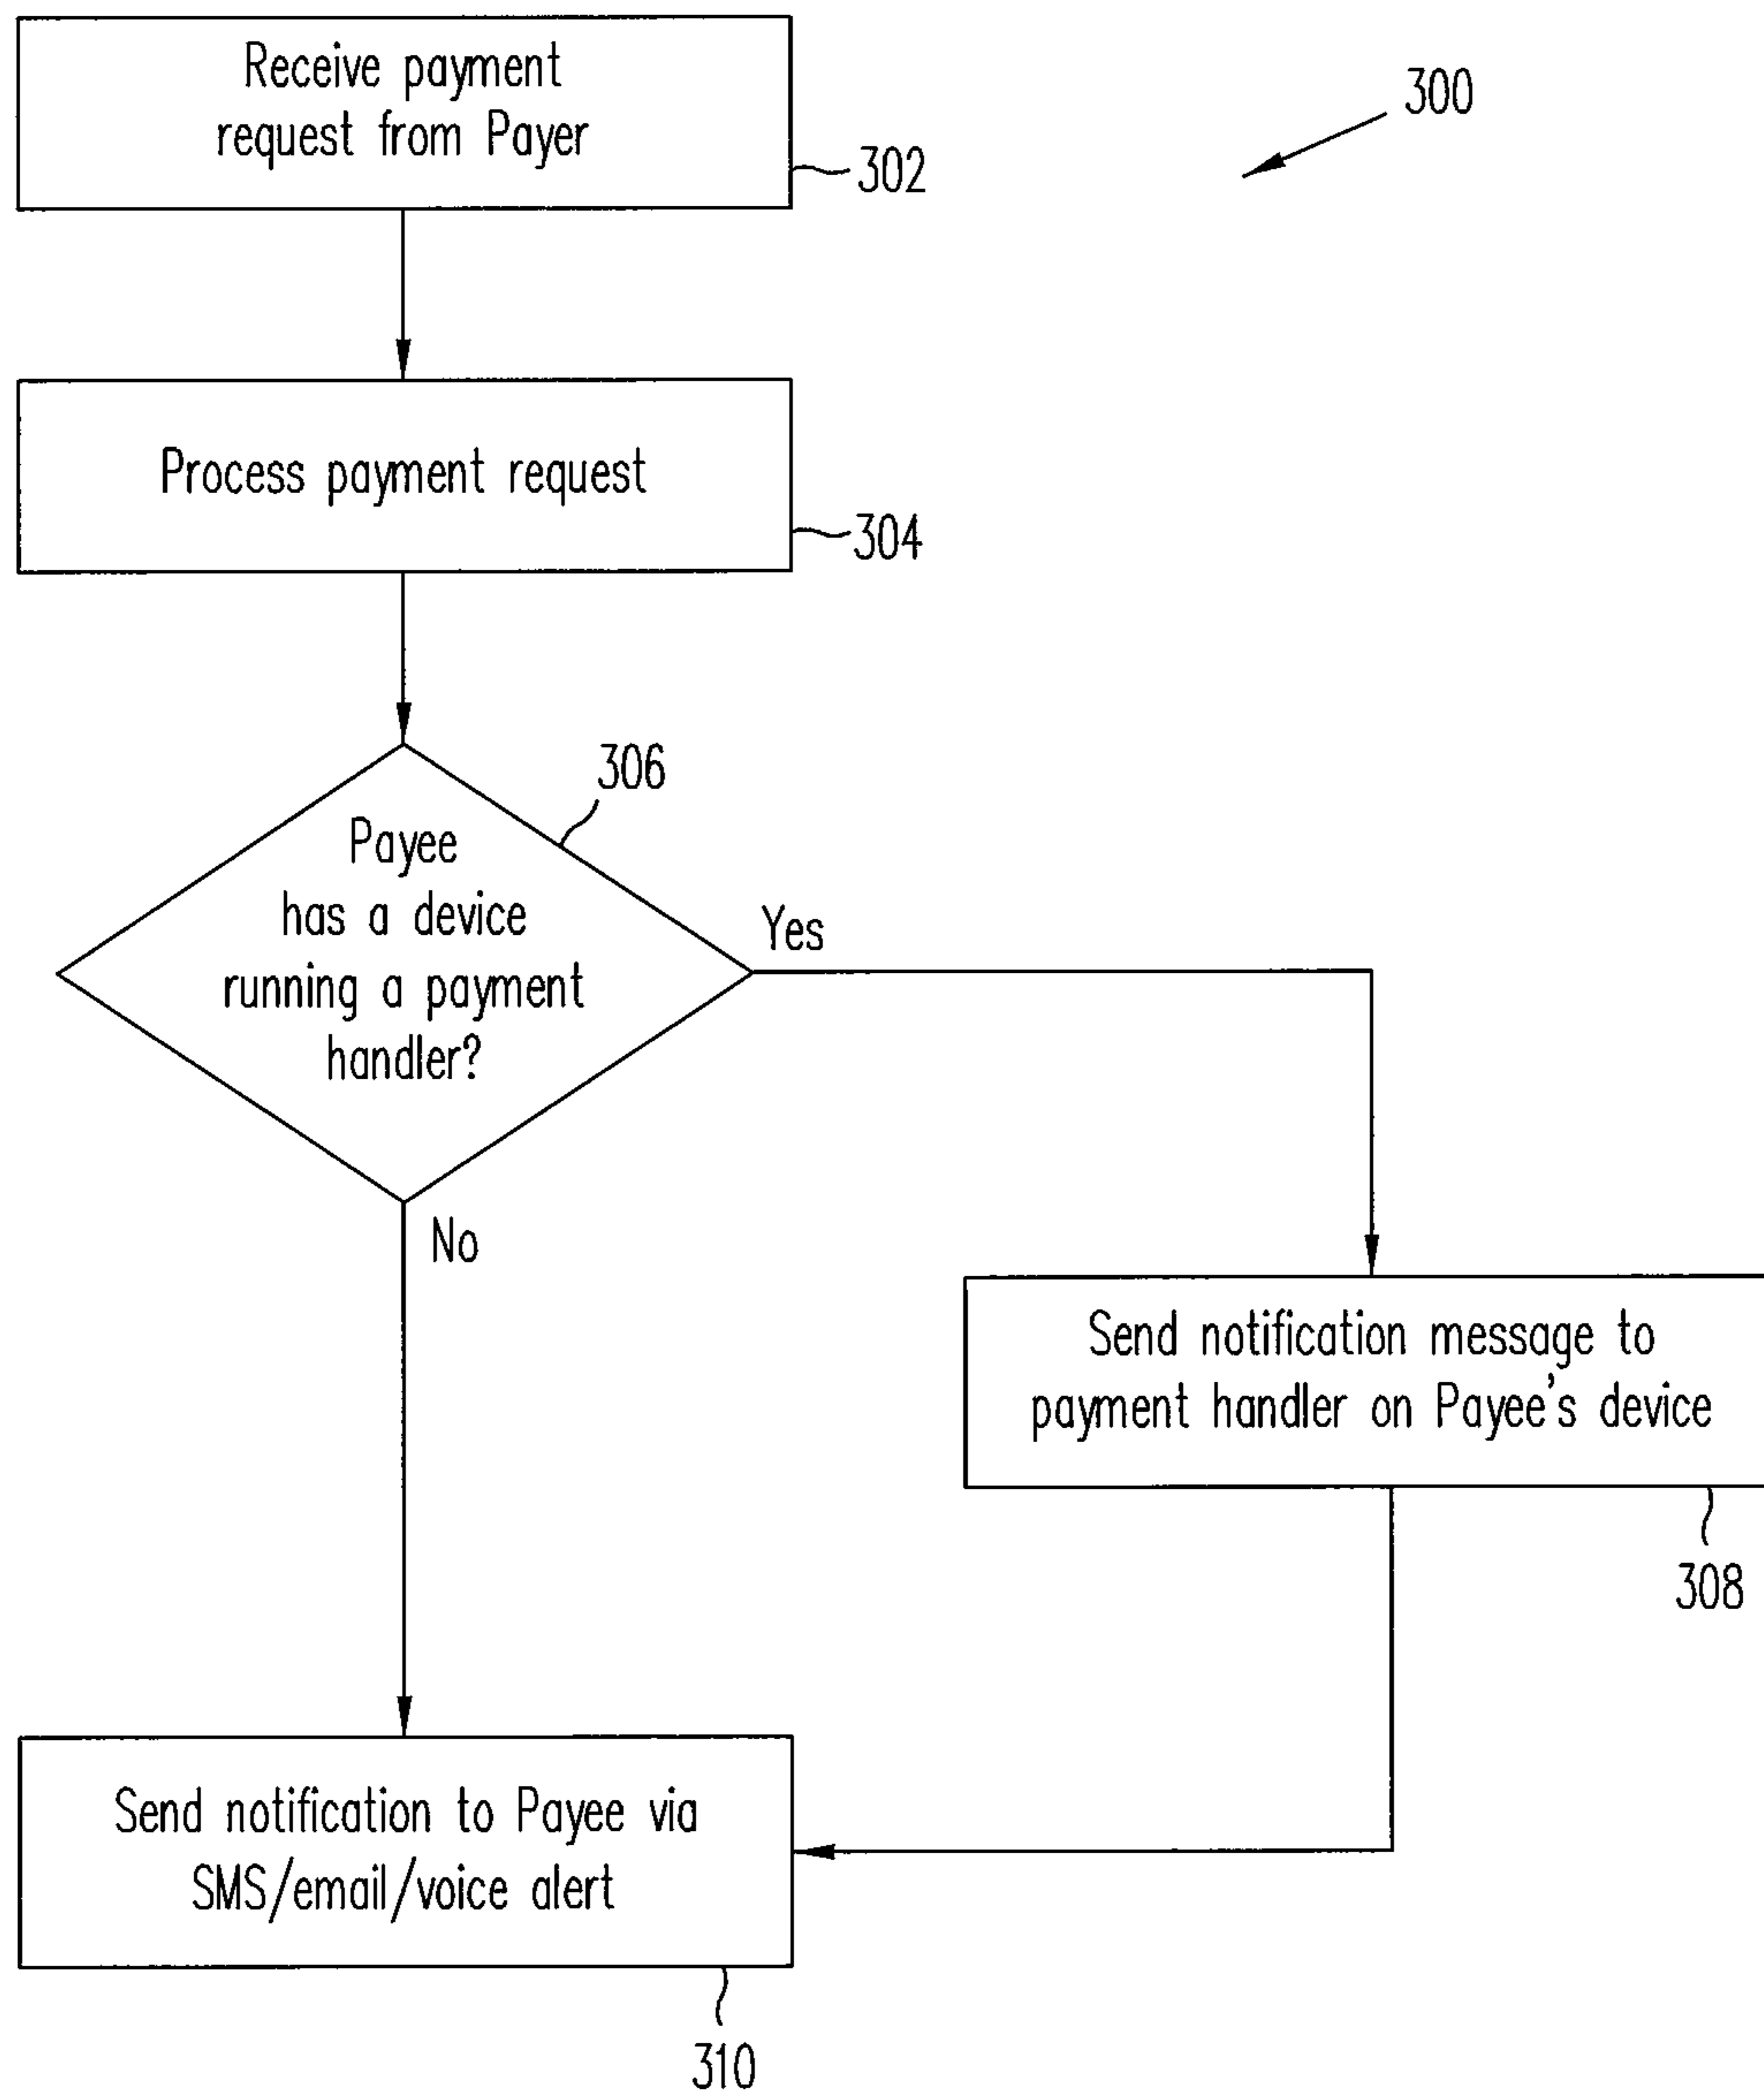 Receive payment
request from Payer
302
300
Process payment request
304
306
Payee
has a device
running a payment
handler?
Yes
No
Send notification message to
payment handler on Payee's device
308
Send notification to Payee via
SMS/email/voice alert
310